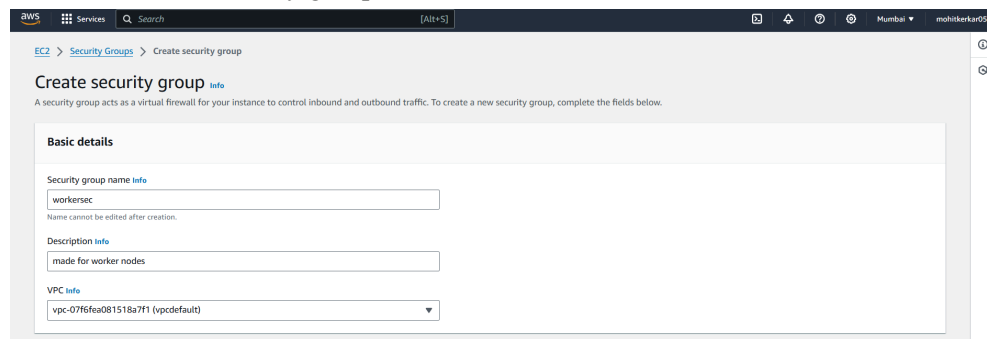 aws Services Search [Alt+S] Mumbai mohitkerkar05
EC2 > Security Groups > Create security group
Create security group Info
A security group acts as a virtual firewall for your instance to control inbound and outbound traffic. To create a new security group, complete the fields below.
Basic details
Security group name Info
workersec
Name cannot be edited after creation.
Description Info
made for worker nodes
VPC Info
vpc-07f6fea081518a7f1 (vpcdefault)